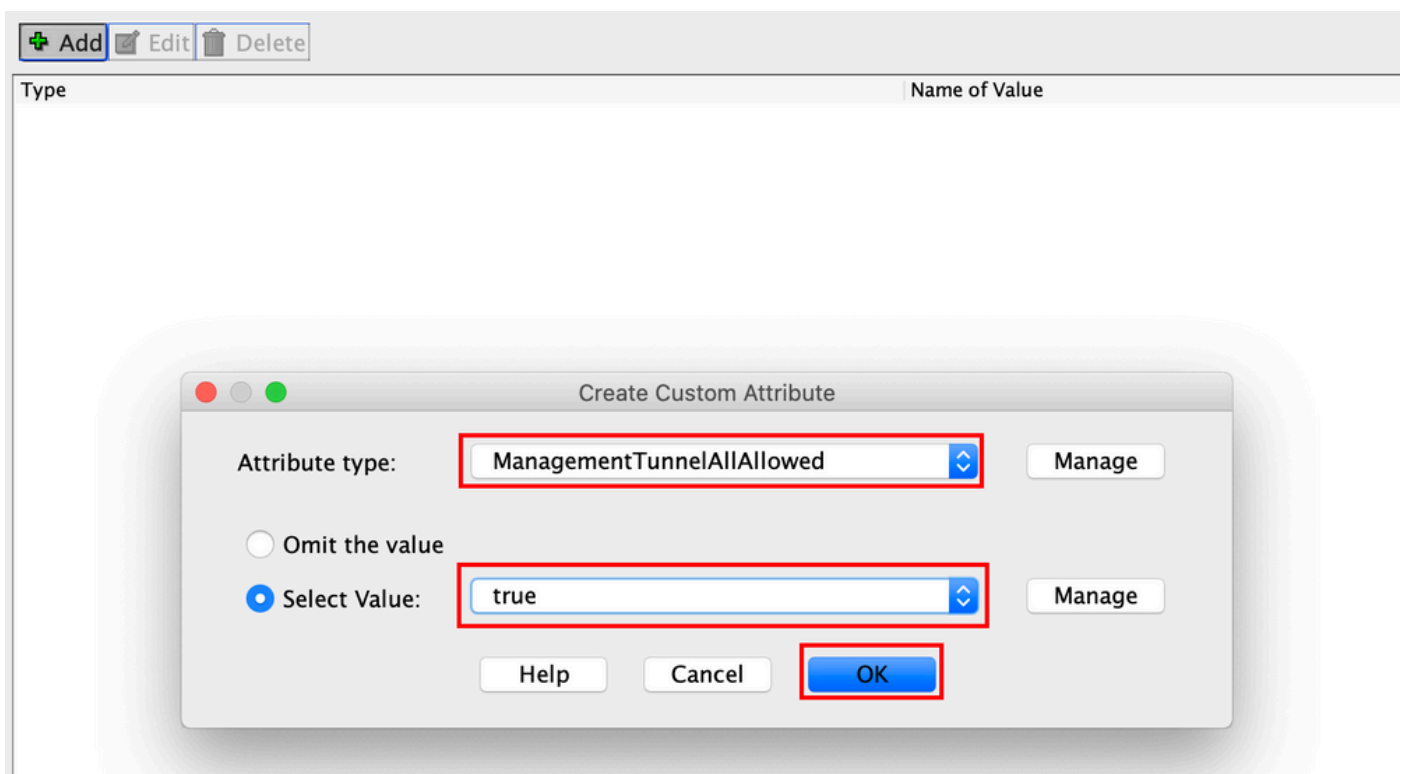 Add Edit Delete
Type Name of Value
Create Custom Attribute
Attribute type: ManagementTunnelAllAllowed Manage
Omit the value
Select Value: true Manage
Help Cancel OK